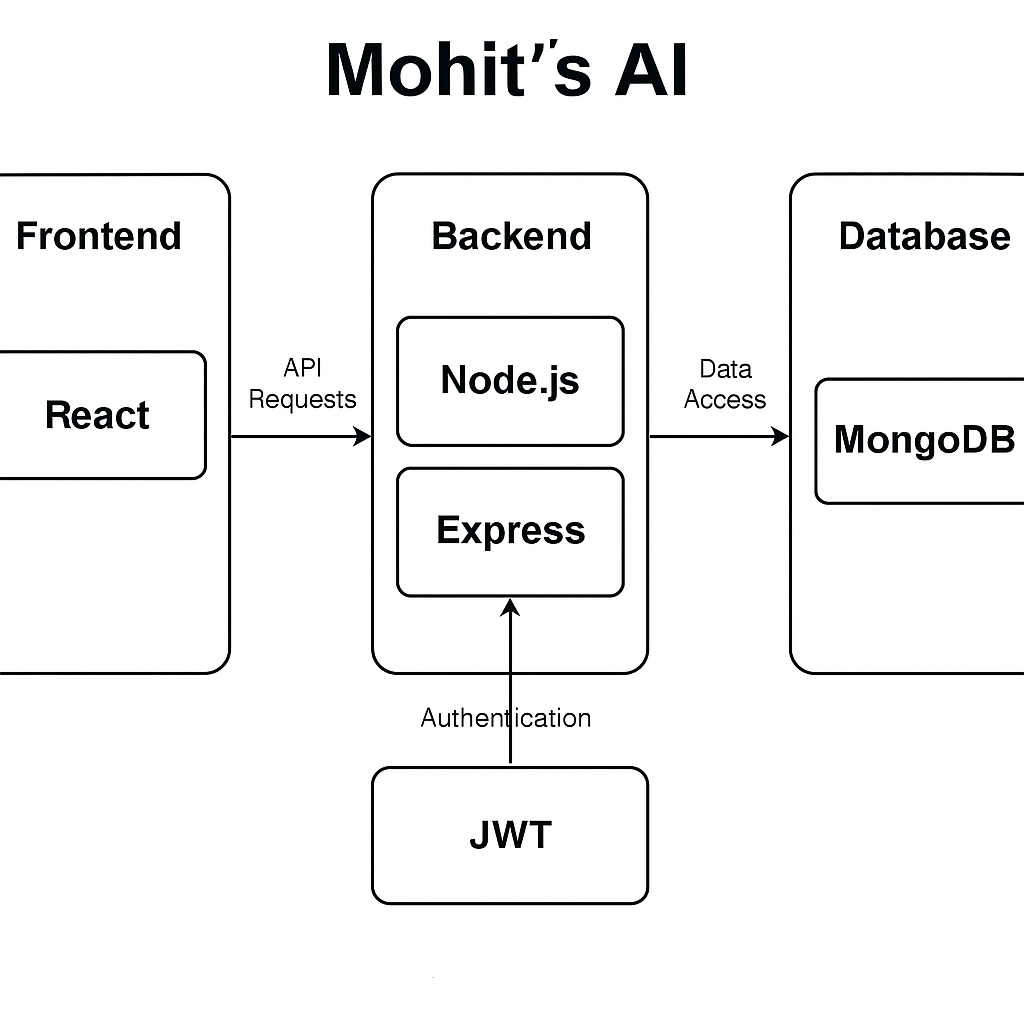 Mohit''s AI
Frontend
Backend
Database
React
API
Requests
Node.js
Express
Data
Access
MongoDB
Authentication
JWT